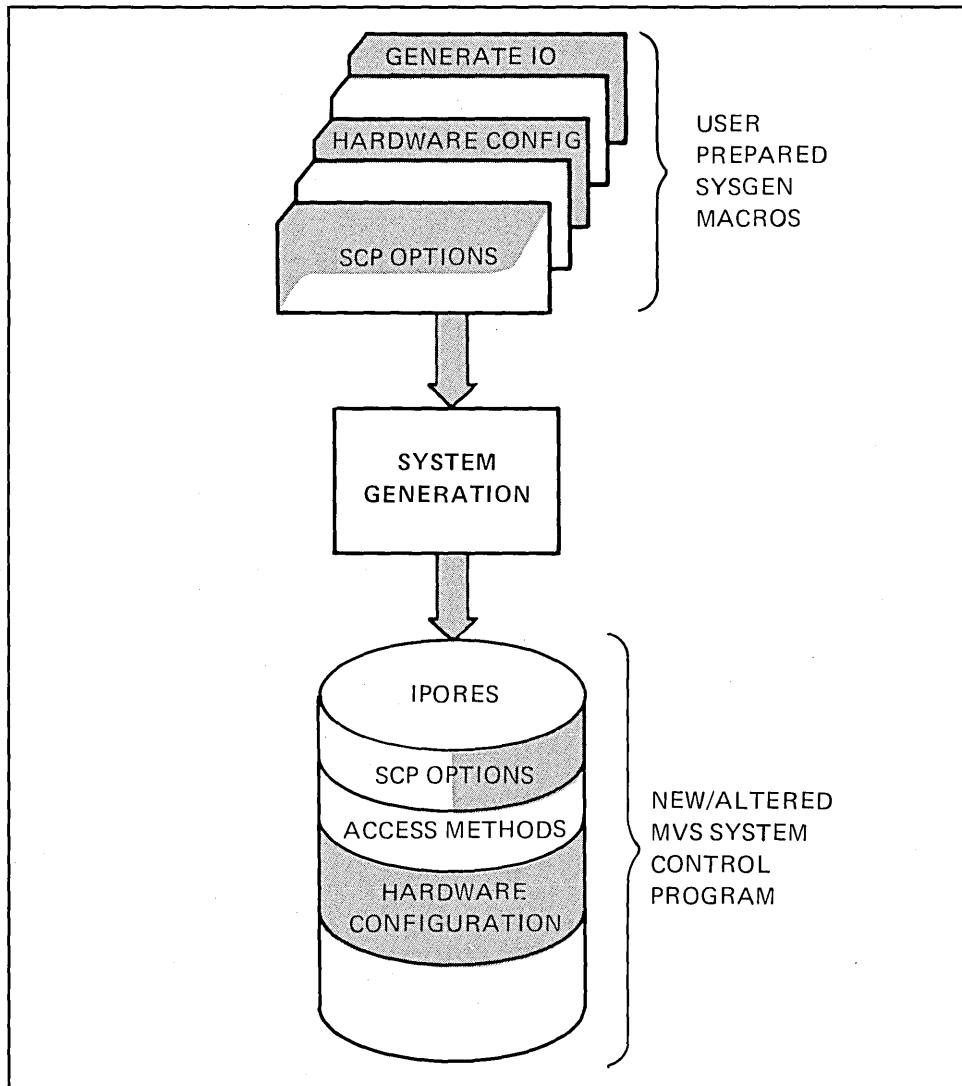 GENERATE IO
HARDWARE CONFIG
SCP OPTIONS
USER
PREPARED
SYSGEN
MACROS
SYSTEM
GENERATION
IPORES
SCP OPTIONS
ACCESS METHODS
HARDWARE
CONFIGURATION
NEW/ALTERED
MVS SYSTEM
CONTROL
PROGRAM